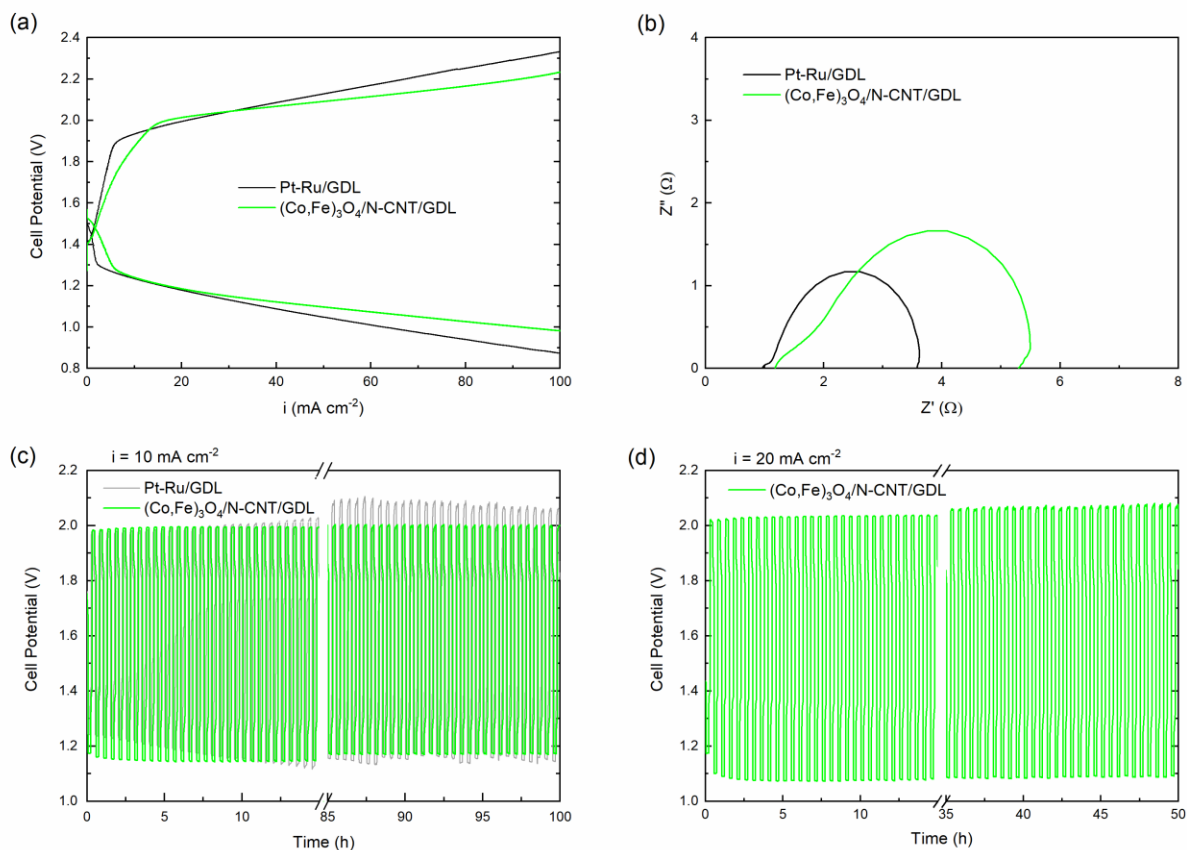 (a)
2.4
2.2
2.0
1.8
1.6
1.4
1.2
1.0
0.8
Cell Potential (V)
Pt-Ru/GDL
(Co,Fe)₃O₄/N-CNT/GDL
0 20 40 60 80 100
i (mA cm⁻²)
(b)
4
3
2
1
0
Z'' (Ω)
Pt-Ru/GDL
(Co,Fe)₃O₄/N-CNT/GDL
0 2 4 6 8
Z' (Ω)
(c)
i = 10 mA cm⁻²
2.2
2.0
1.8
1.6
1.4
1.2
1.0
Cell Potential (V)
Pt-Ru/GDL
(Co,Fe)₃O₄/N-CNT/GDL
0 5 10 85 90 95 100
Time (h)
(d)
i = 20 mA cm⁻²
2.2
2.0
1.8
1.6
1.4
1.2
1.0
Cell Potential (V)
(Co,Fe)₃O₄/N-CNT/GDL
0 5 10 35 40 45 50
Time (h)